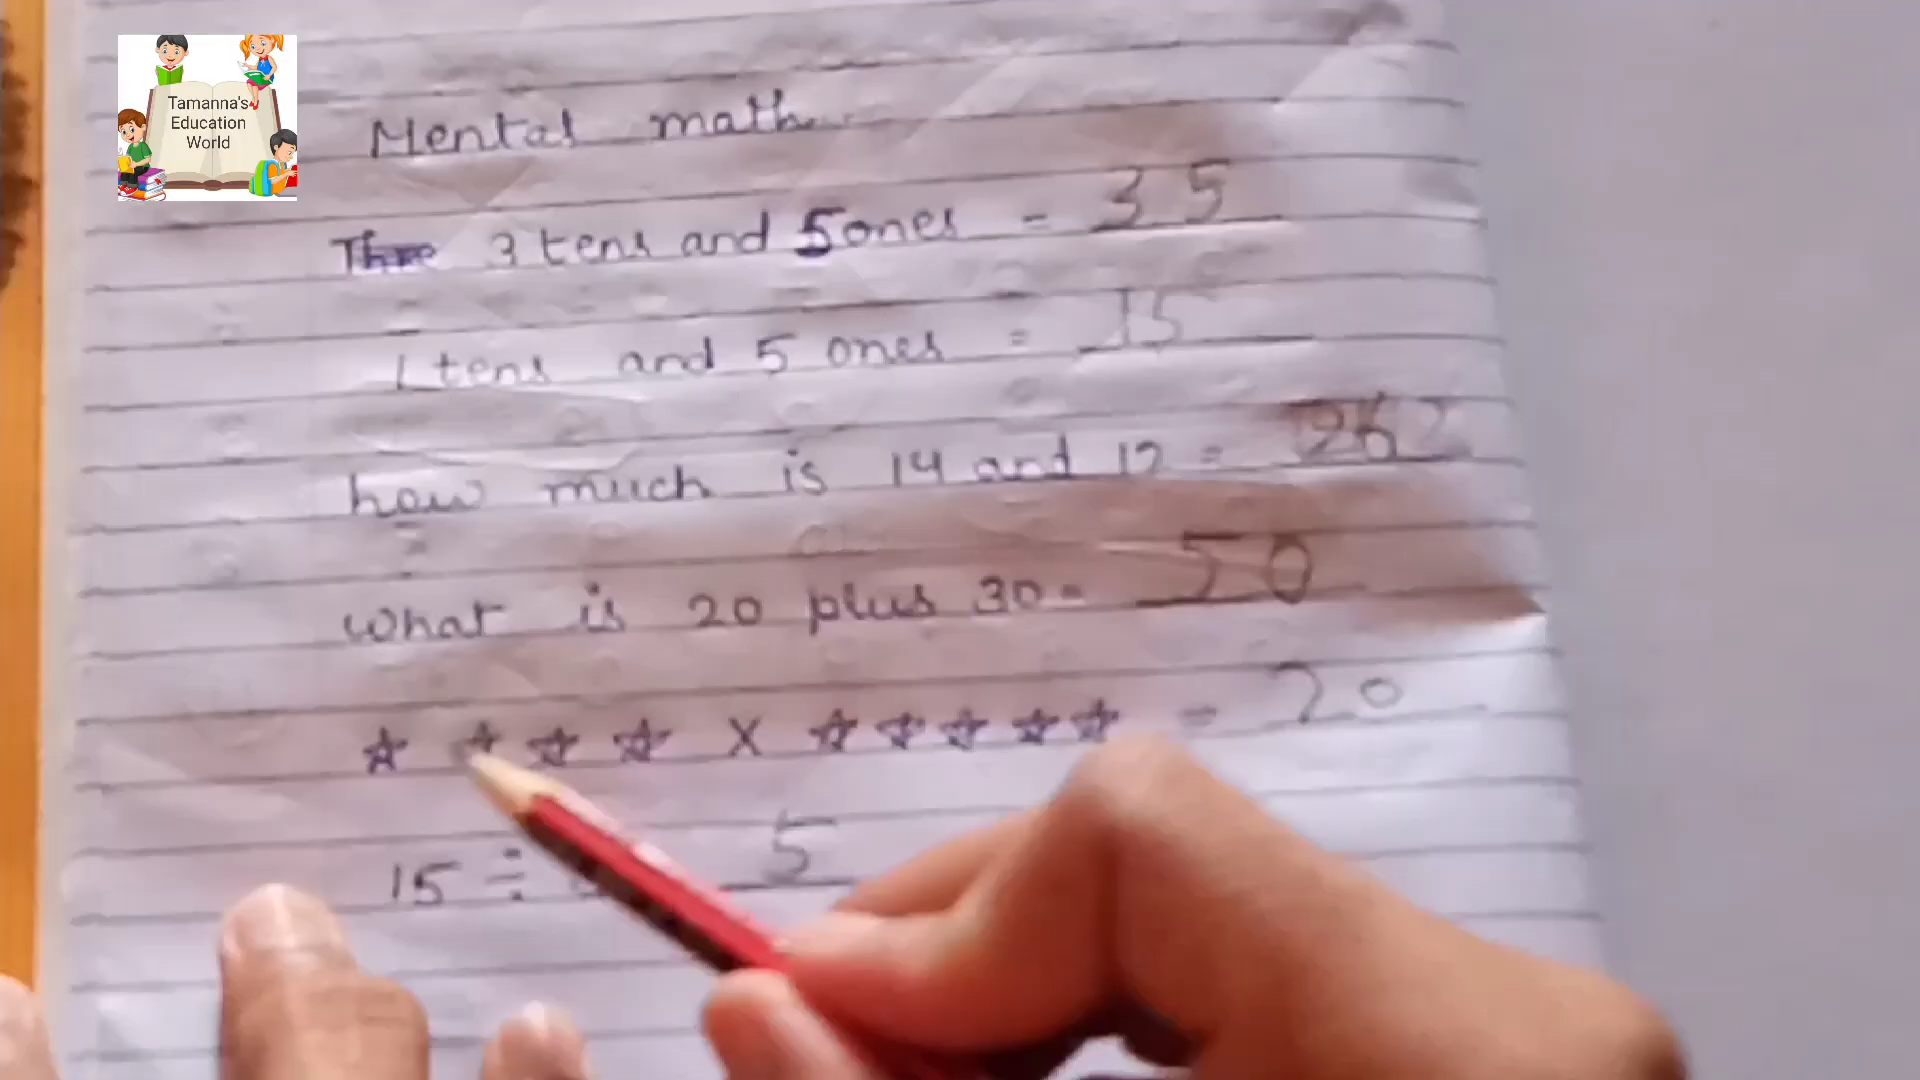 Tamanna's
Education
World
Mental math
3 tens and 5 ones = 35
1 tens and 5 ones = 15
how much is 14 and 12 = 26
what is 20 plus 30 = 50
☆ ☆ ☆ ☆ X ☆ ☆ ☆ ☆ ☆ = 20
15 ÷ 5